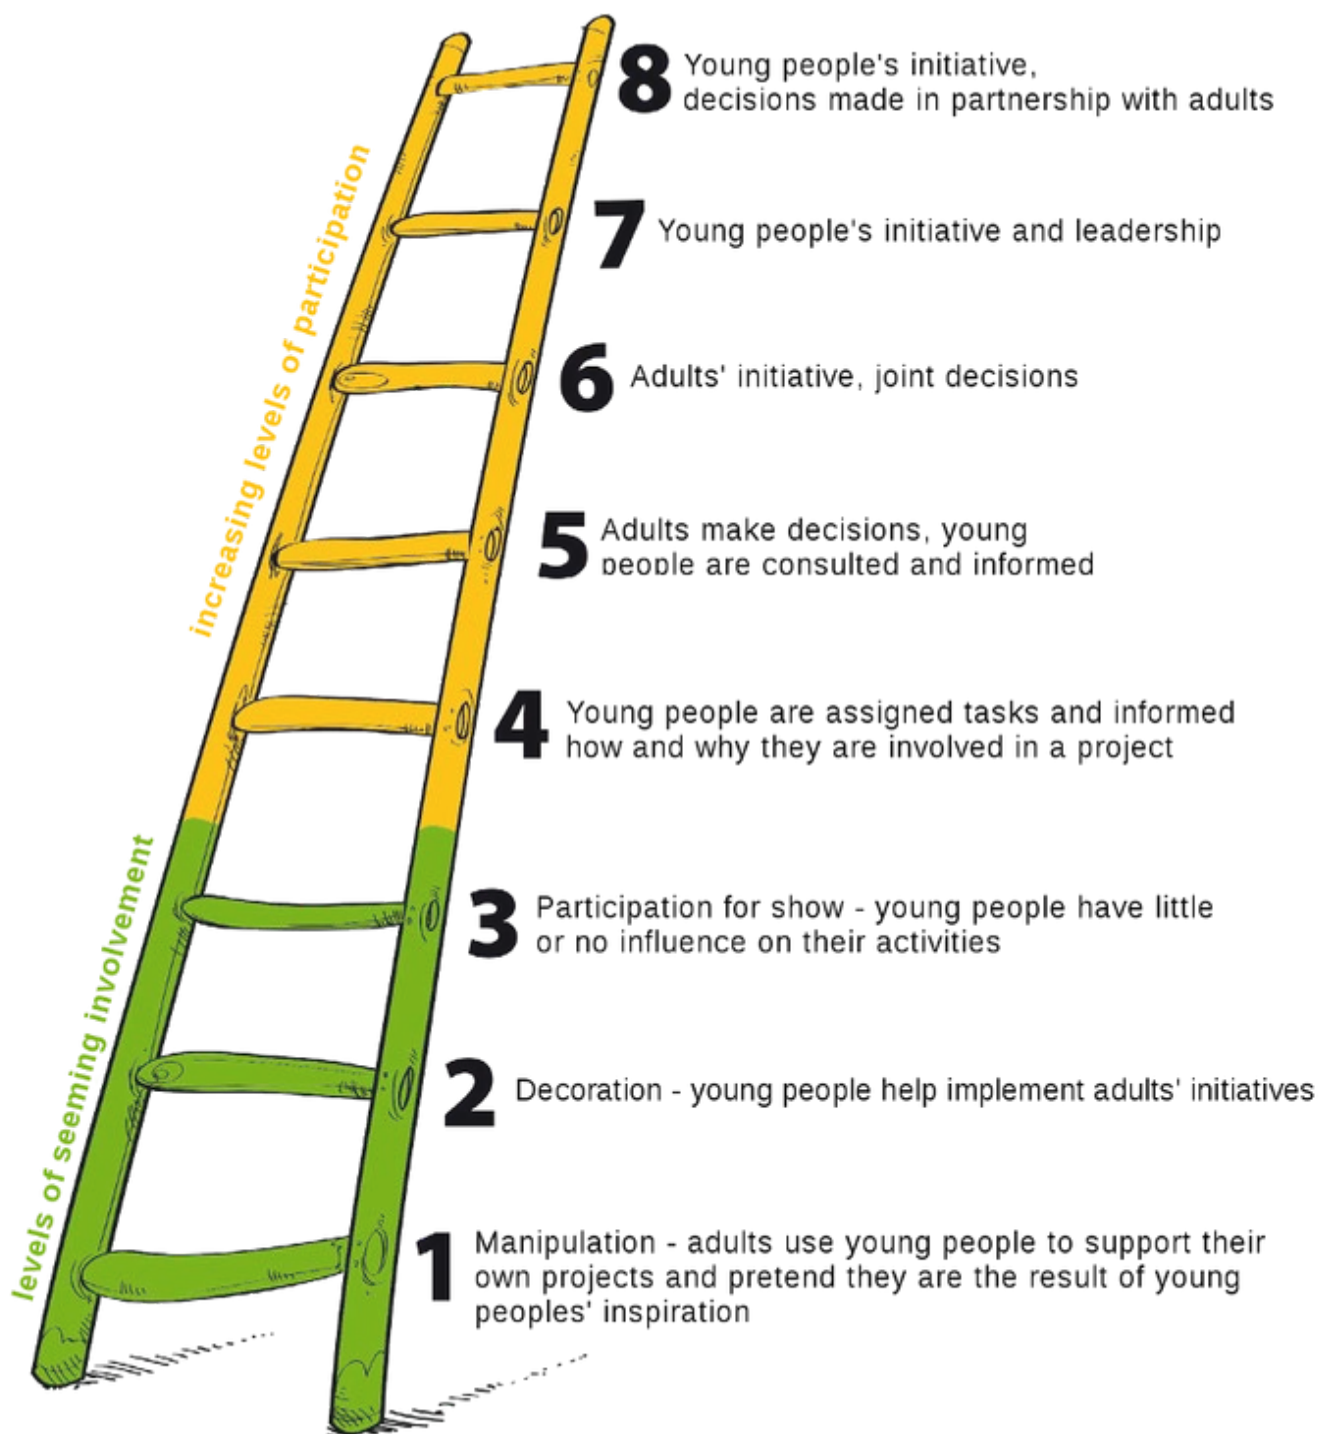 8 Young people's initiative,
decisions made in partnership with adults
increasing levels of participation
7 Young people's initiative and leadership
6 Adults' initiative, joint decisions
5 Adults make decisions, young
people are consulted and informed
4 Young people are assigned tasks and informed
how and why they are involved in a project
levels of seeming involvement
3 Participation for show - young people have little
or no influence on their activities
2 Decoration - young people help implement adults' initiatives
1 Manipulation - adults use young people to support their
own projects and pretend they are the result of young
peoples' inspiration